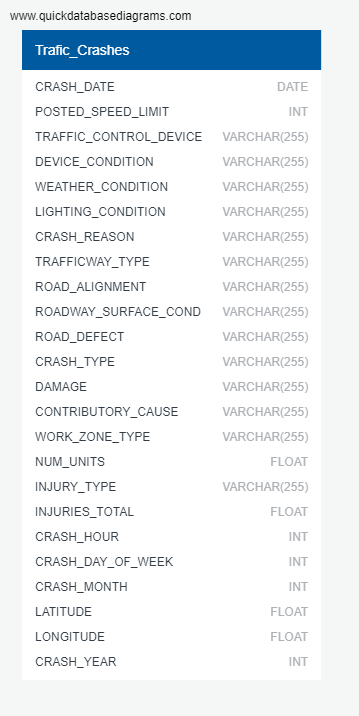 www.quickdatabasediagrams.com
Trafic_Crashes
CRASH_DATE DATE
POSTED_SPEED_LIMIT INT
TRAFFIC_CONTROL_DEVICE VARCHAR(255)
DEVICE_CONDITION VARCHAR(255)
WEATHER_CONDITION VARCHAR(255)
LIGHTING_CONDITION VARCHAR(255)
CRASH_REASON VARCHAR(255)
TRAFFICWAY_TYPE VARCHAR(255)
ROAD_ALIGNMENT VARCHAR(255)
ROADWAY_SURFACE_COND VARCHAR(255)
ROAD_DEFECT VARCHAR(255)
CRASH_TYPE VARCHAR(255)
DAMAGE VARCHAR(255)
CONTRIBUTORY_CAUSE VARCHAR(255)
WORK_ZONE_TYPE VARCHAR(255)
NUM_UNITS FLOAT
INJURY_TYPE VARCHAR(255)
INJURIES_TOTAL FLOAT
CRASH_HOUR INT
CRASH_DAY_OF_WEEK INT
CRASH_MONTH INT
LATITUDE FLOAT
LONGITUDE FLOAT
CRASH_YEAR INT